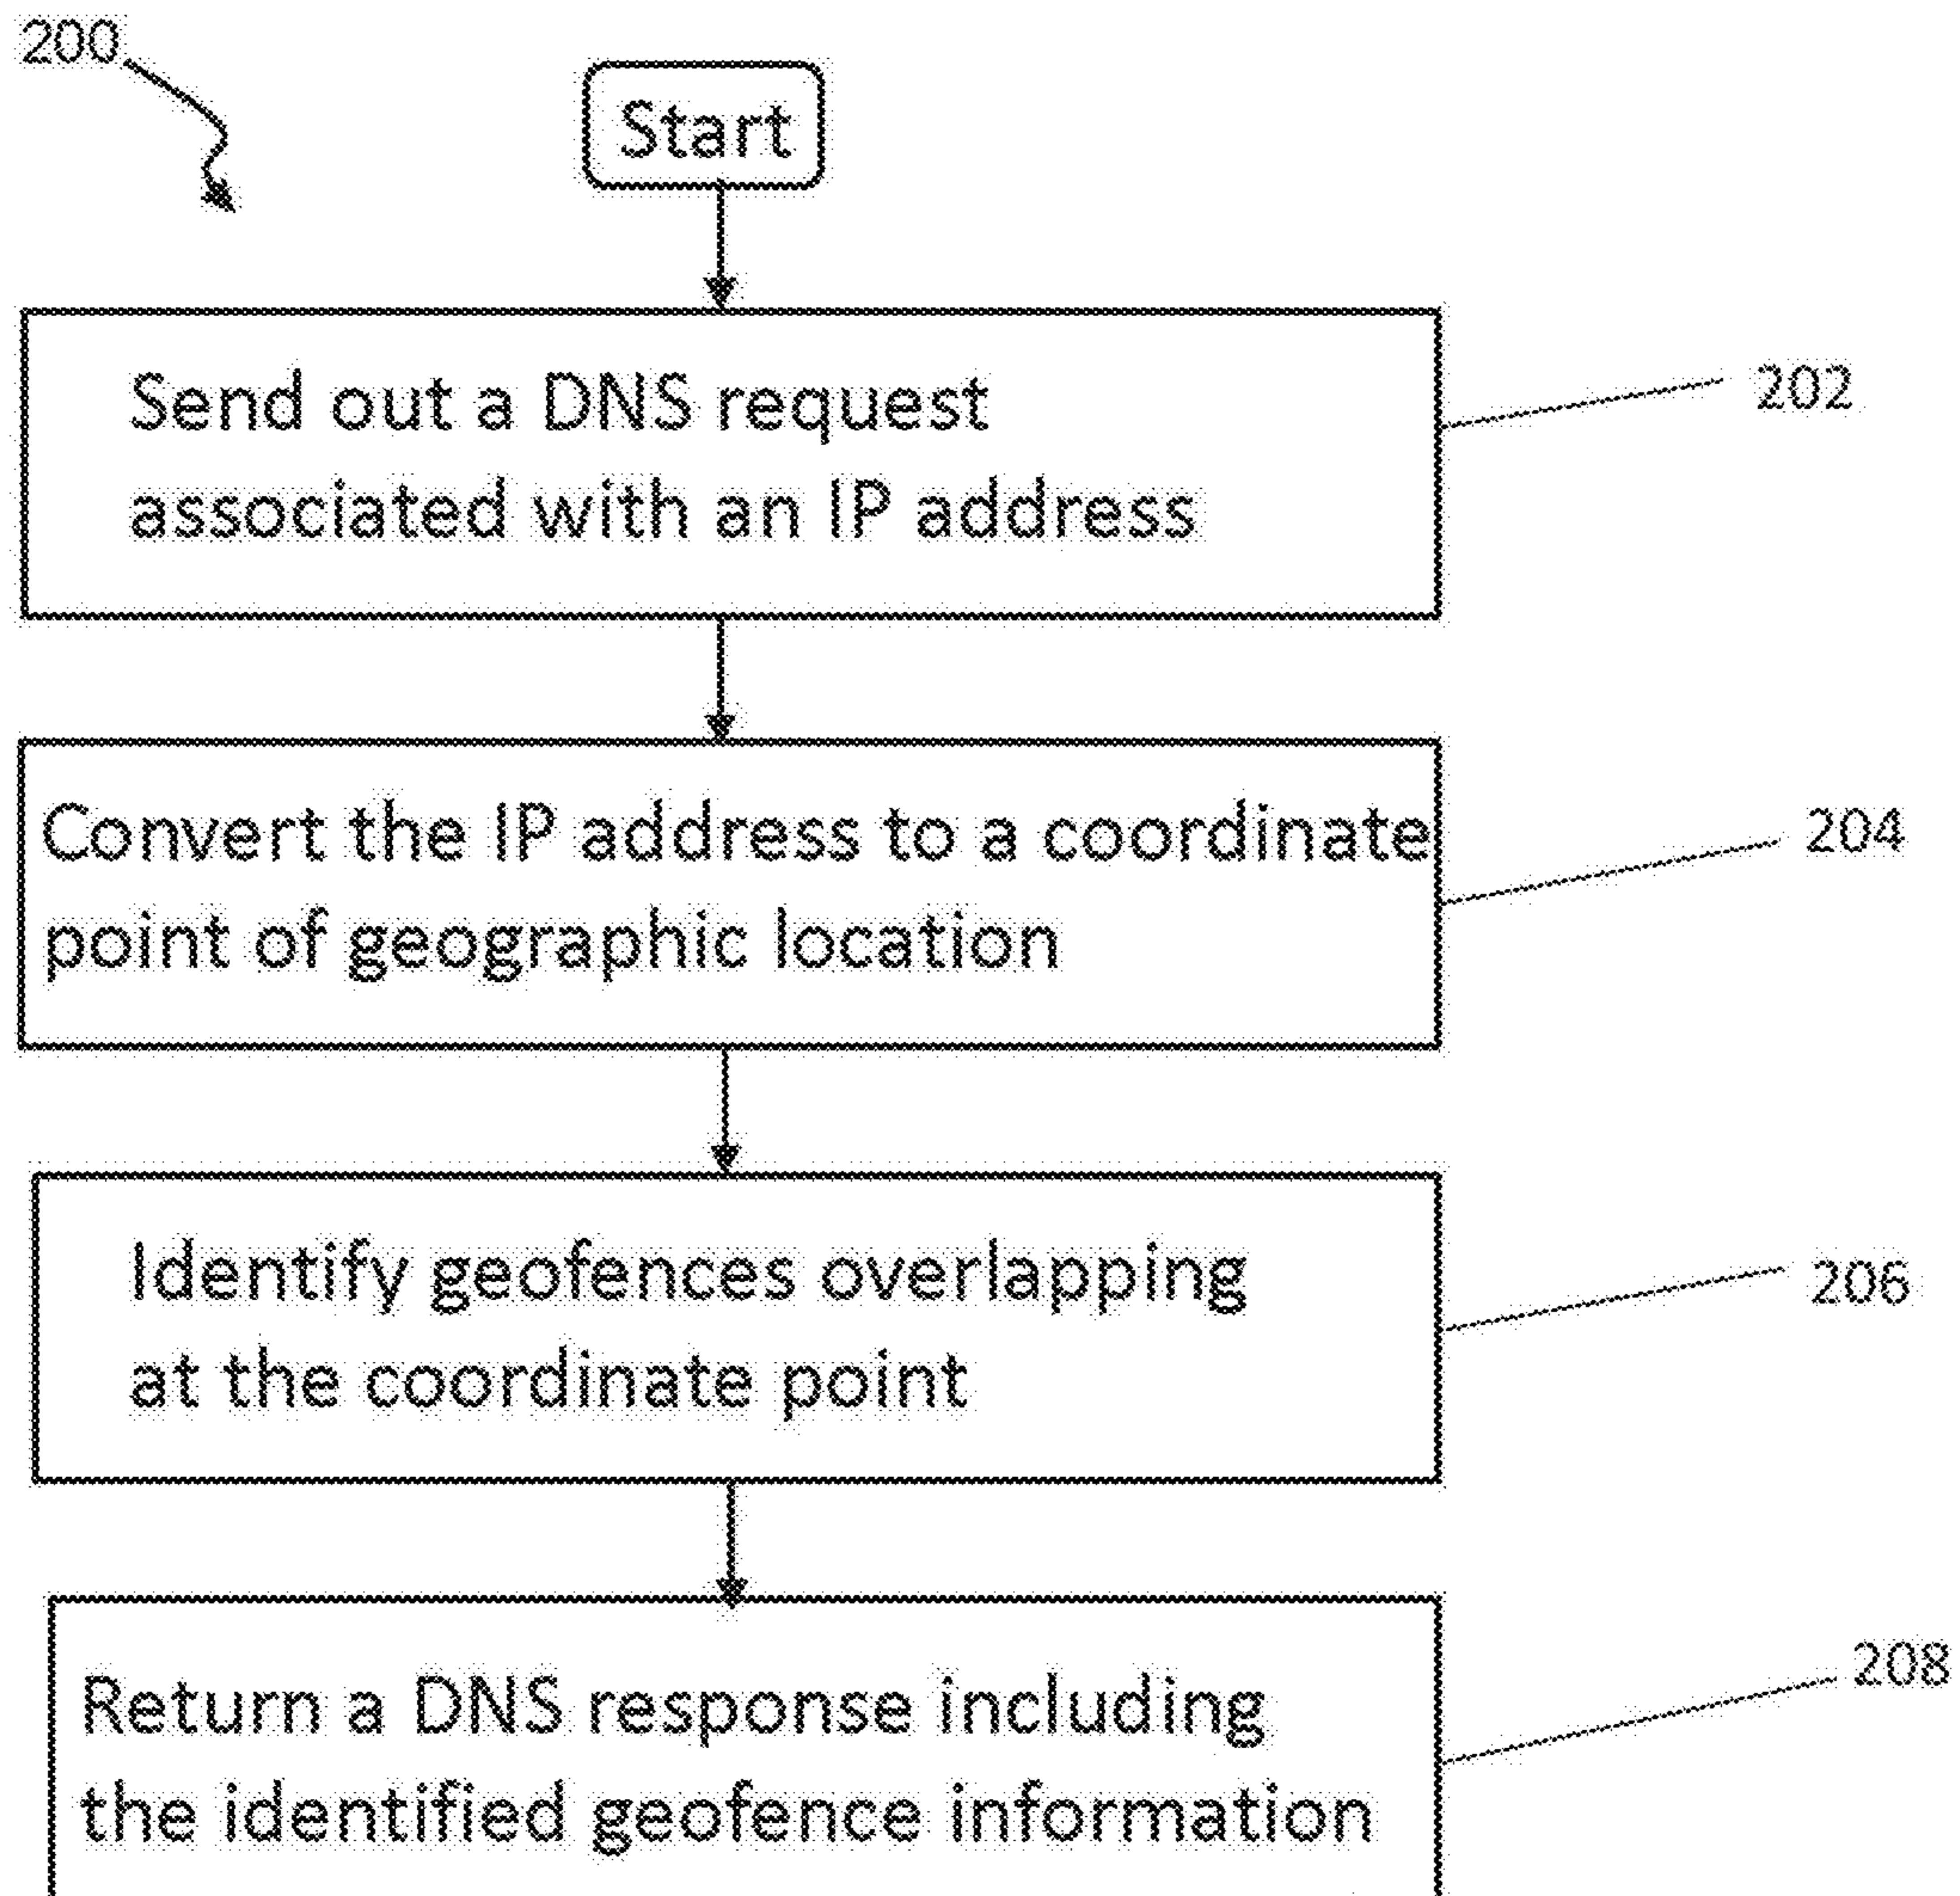 200
Start
Send out a DNS request
associated with an IP address
202
Convert the IP address to a coordinate
point of geographic location
204
Identify geofences overlapping
at the coordinate point
206
Return a DNS response including
the identified geofence information
208